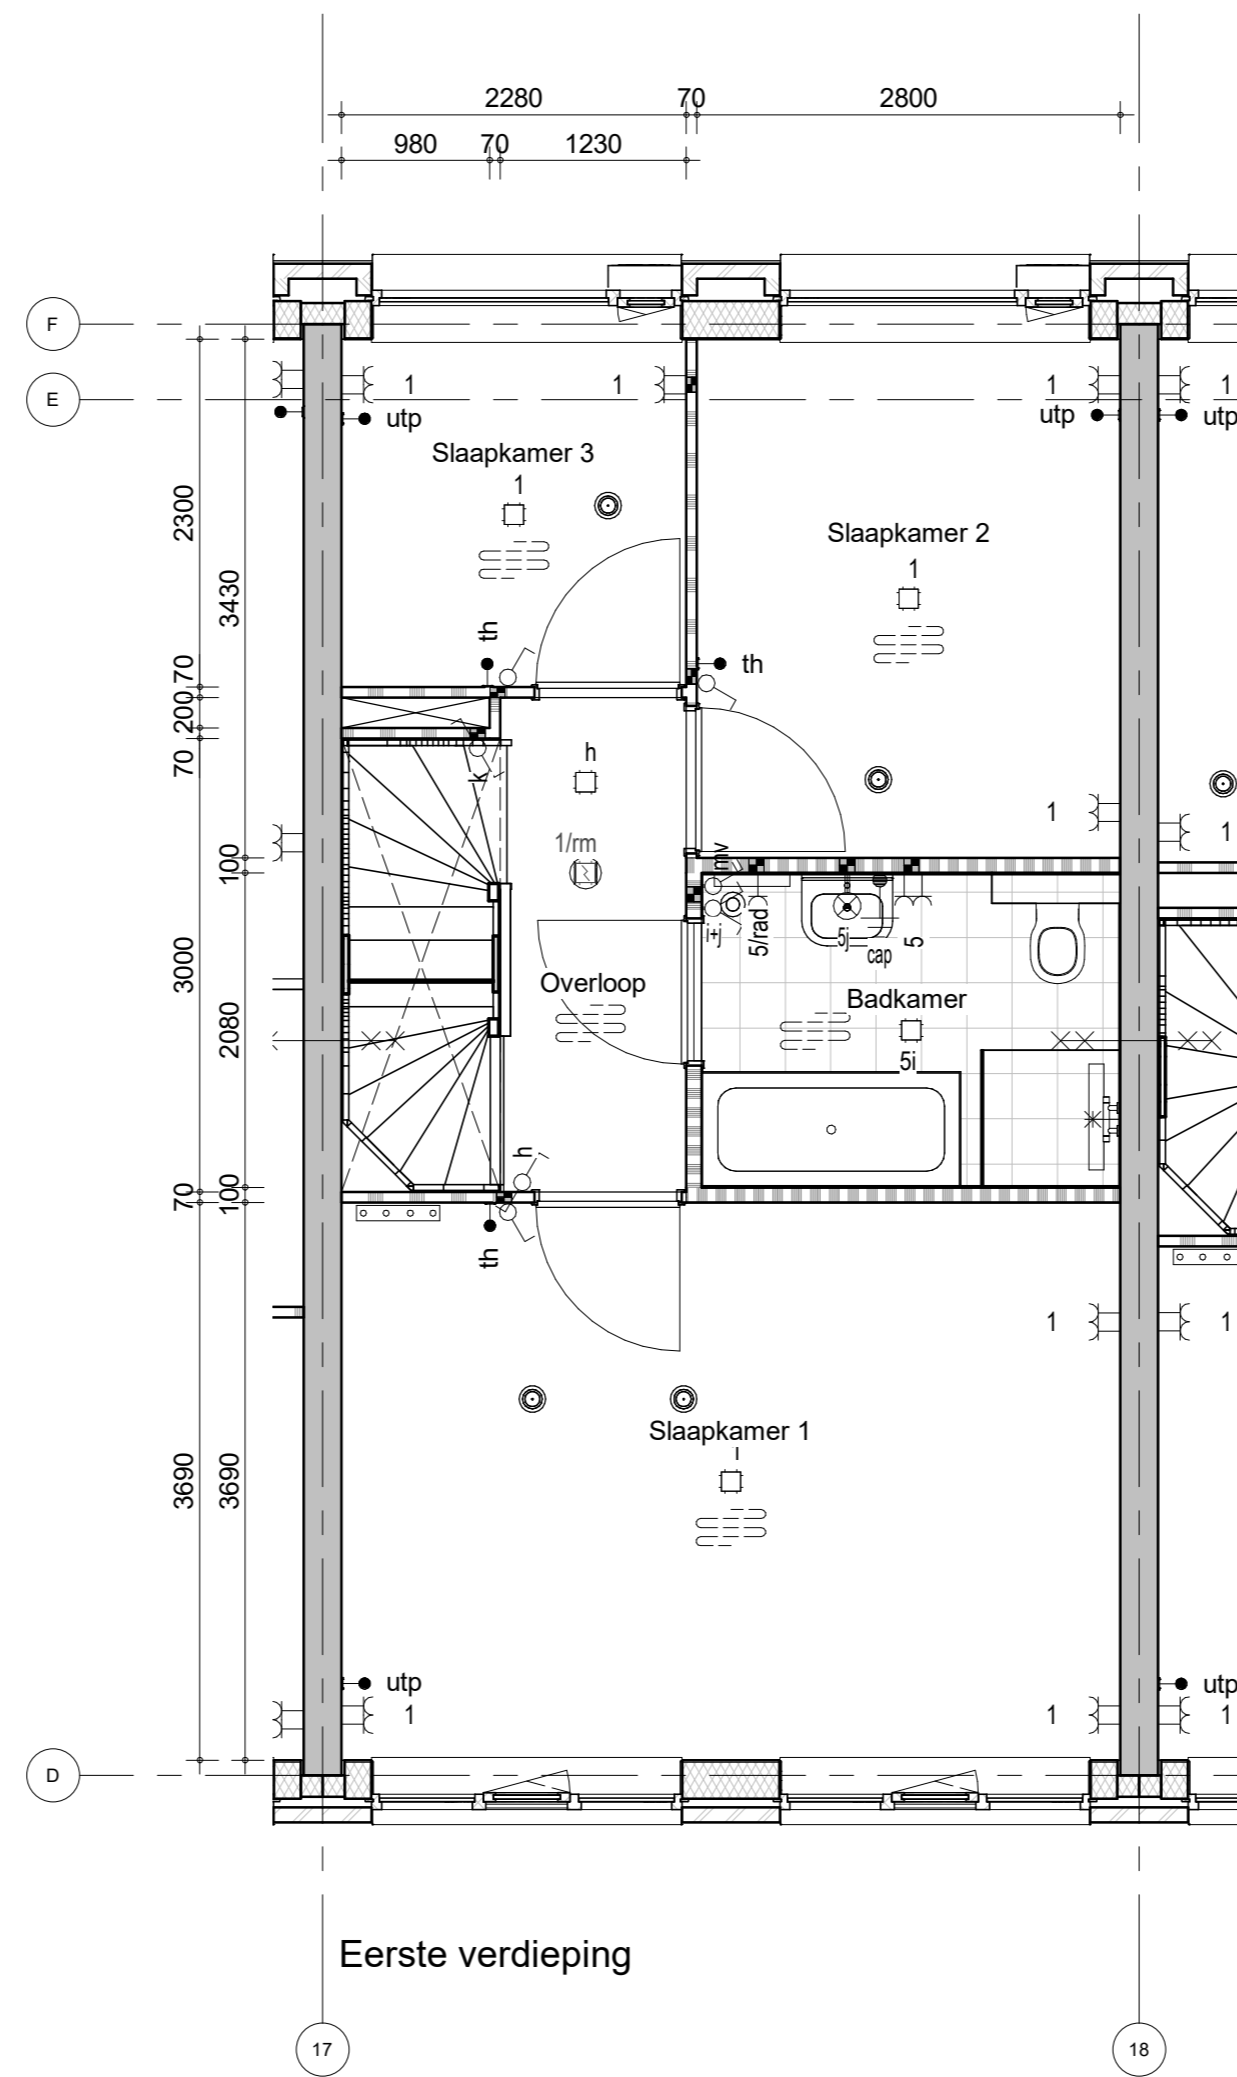 2280 70 2800
980 70 1230
F
E
1 1 1 1
utp utp utp
Slaapkamer 3
1
2300
3430
Slaapkamer 2
1
th
th
70
200
70
h
k
1/rm
1 1
mv
100
i+j
5/rad
5j
cap
5
3000
Overloop
Badkamer
2080
5i
h
70
100
th
1 1
Slaapkamer 1
3690
3690
utp utp
1 1 1
D
Eerste verdieping
17 18